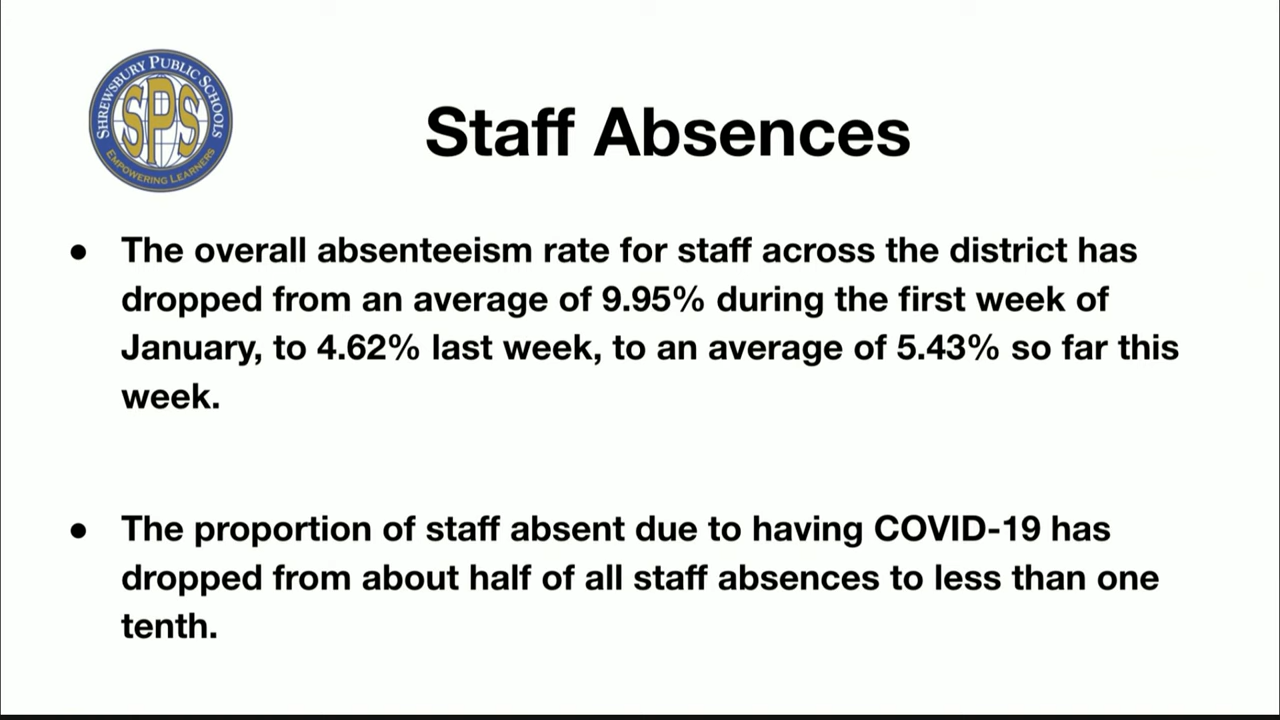 SHREWSBURY PUBLIC SCHOOLS
SPS
EMPOWERING LEARNERS
Staff Absences
● The overall absenteeism rate for staff across the district has
dropped from an average of 9.95% during the first week of
January, to 4.62% last week, to an average of 5.43% so far this
week.
● The proportion of staff absent due to having COVID-19 has
dropped from about half of all staff absences to less than one
tenth.